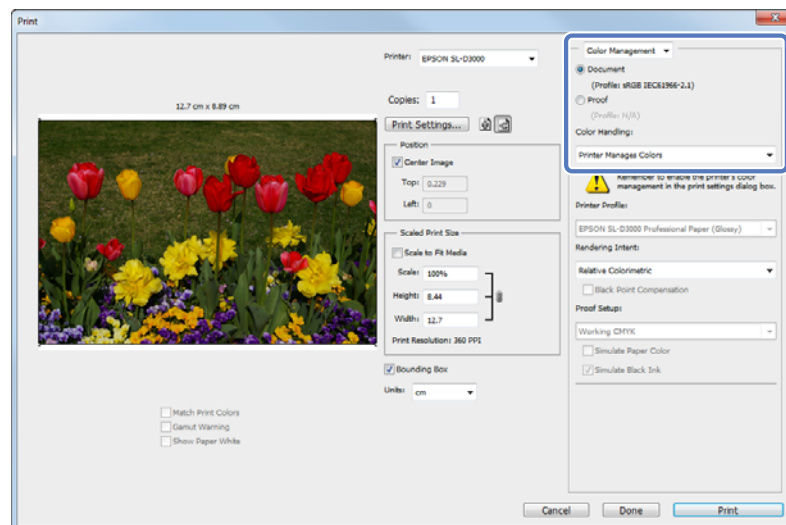 Print
12.7 cm x 8.89 cm
Match Print Colors
Gamut Warning
Show Paper White
Printer: EPSON SL-D3000
Copies: 1
Print Settings...
Position
Center Image
Top: 0.229
Left: 0
Scaled Print Size
Scale to Fit Media
Scale: 100%
Height: 8.44
Width: 12.7
Print Resolution: 360 PPI
Bounding Box
Units: cm
Color Management
Document
(Profile: sRGB IEC61966-2.1)
Proof
(Profile: N/A)
Color Handling:
Printer Manages Colors
Remember to enable the printer's color
management in the print settings dialog box.
Printer Profile:
EPSON SL-D3000 Professional Paper (Glossy)
Rendering Intent:
Relative Colorimetric
Black Point Compensation
Proof Setup:
Working CMYK
Simulate Paper Color
Simulate Black Ink
Cancel
Done
Print